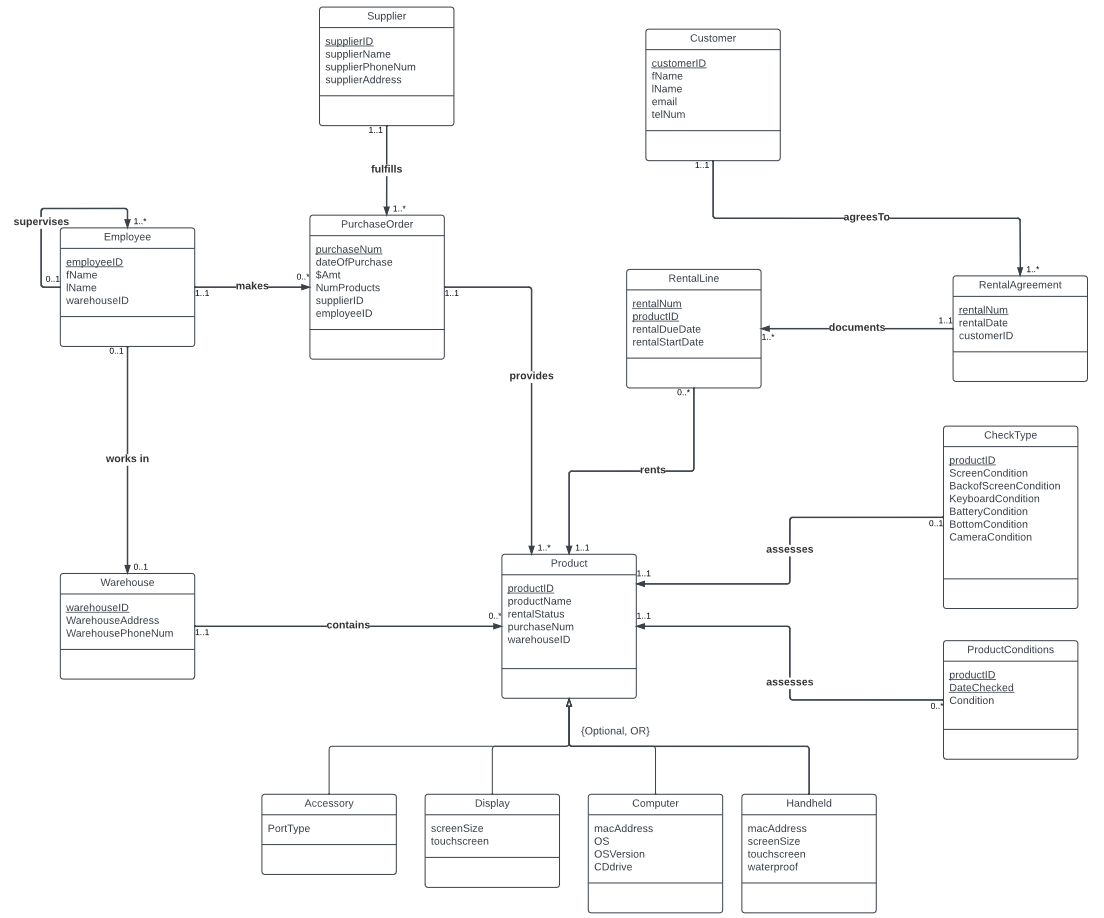 Supplier
supplierID
supplierName
supplierPhoneNum
supplierAddress
1..1
fulfills
1..*
Customer
customerID
fName
lName
email
telNum
1..1
agreesTo
1..*
supervises
1..*
0..1
Employee
employeeID
fName
lName
warehouseID
1..1
makes
0..*
0..1
PurchaseOrder
purchaseNum
dateOfPurchase
$Amt
NumProducts
supplierID
employeeID
1..1
provides
1..*
RentalLine
rentalNum
productID
rentalDueDate
rentalStartDate
1..*
documents
1..1
0..*
rents
1..1
RentalAgreement
rentalNum
rentalDate
customerID
works in
0..1
CheckType
productID
ScreenCondition
BackofScreenCondition
KeyboardCondition
BatteryCondition
BottomCondition
CameraCondition
0..1
assesses
1..1
Warehouse
warehouseID
WarehouseAddress
WarehousePhoneNum
1..1
contains
0..*
Product
productID
productName
rentalStatus
purchaseNum
warehouseID
1..1
assesses
0..*
ProductConditions
productID
DateChecked
Condition
{Optional, OR}
Accessory
PortType
Display
screenSize
touchscreen
Computer
macAddress
OS
OSVersion
CDdrive
Handheld
macAddress
screenSize
touchscreen
waterproof